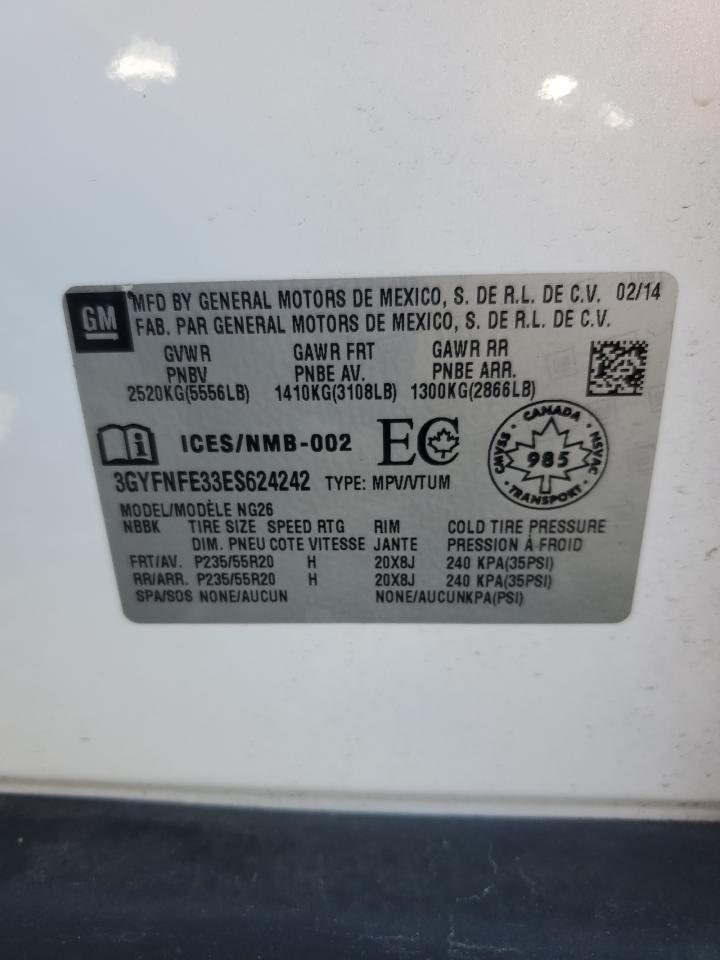 GM
MFD BY GENERAL MOTORS DE MEXICO, S. DE R.L. DE C.V. 02/14
FAB. PAR GENERAL MOTORS DE MEXICO, S. DE R.L. DE C.V.
GVWR GAWR FRT GAWR RR
PNBV PNBE AV. PNBE ARR.
2520KG(5556LB) 1410KG(3108LB) 1300KG(2866LB)
ICES/NMB-002 EC
CANADA
CMVSS 985 NSVAC
TRANSPORT
3GYFNFE33ES624242 TYPE: MPV/VTUM
MODEL/MODÈLE NG26
NBBK TIRE SIZE SPEED RTG RIM COLD TIRE PRESSURE
DIM. PNEU COTE VITESSE JANTE PRESSION À FROID
FRT/AV. P235/55R20 H 20X8J 240 KPA(35PSI)
RR/ARR. P235/55R20 H 20X8J 240 KPA(35PSI)
SPA/SOS NONE/AUCUN NONE/AUCUNKPA(PSI)